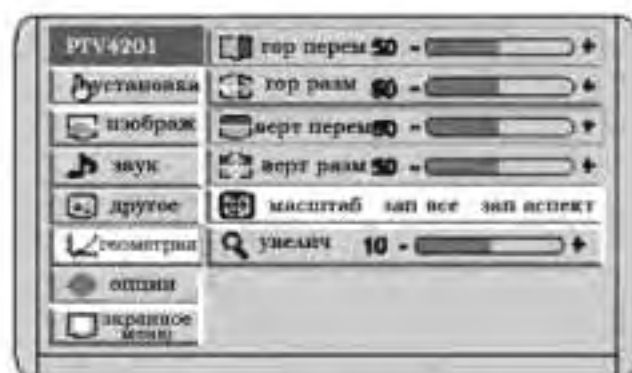 PTV4201
установка
изображ
звук
другое
геометрия
опции
экранное
меню
гор перем 50 - +
гор разм 60 - +
верт перем 50 - +
верт разм 50 - +
масштаб зап все зап аспект
увелич 10 - +